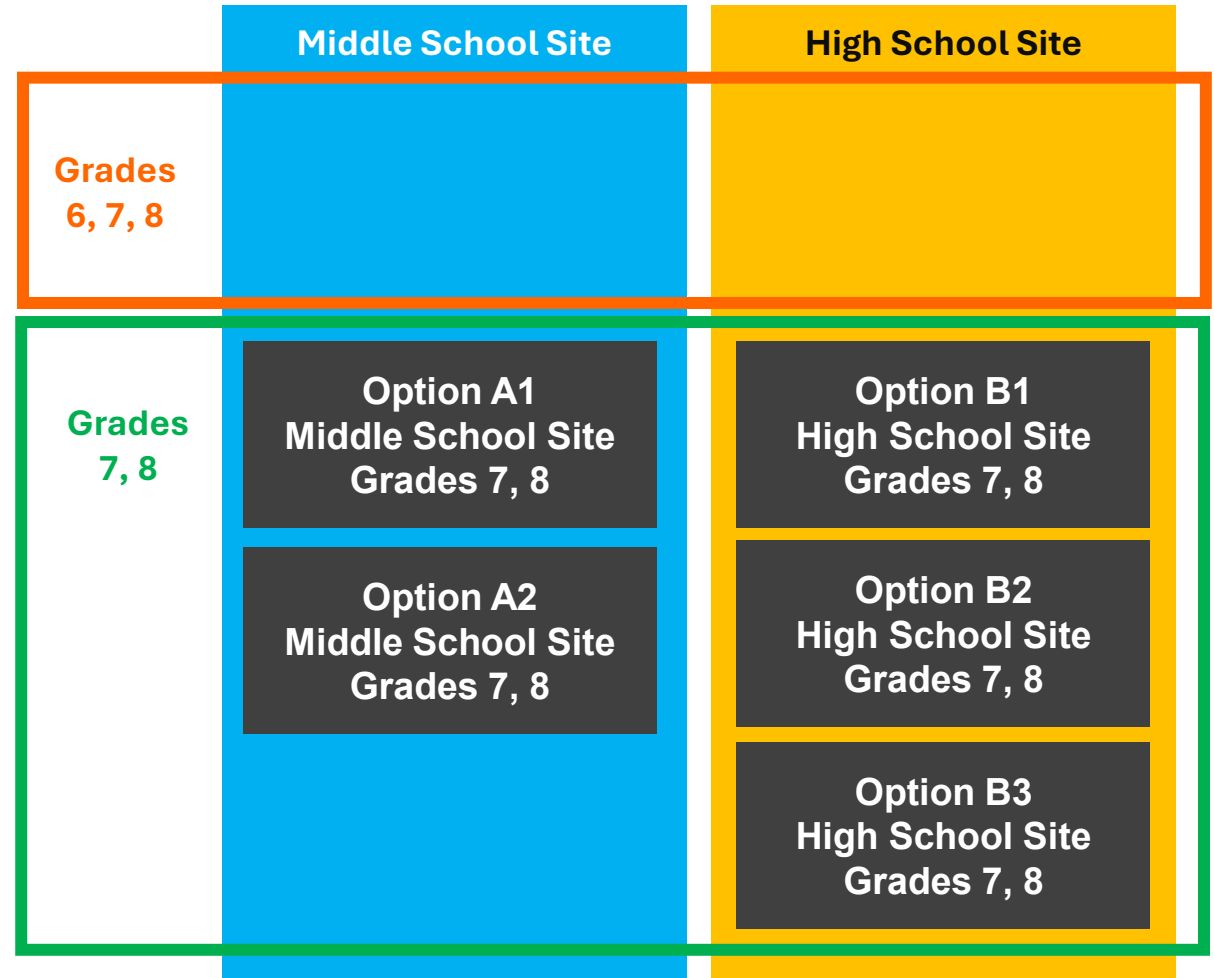 Middle School Site
High School Site
Grades
6, 7, 8
Grades
7, 8
Option A1
Middle School Site
Grades 7, 8
Option B1
High School Site
Grades 7, 8
Option A2
Middle School Site
Grades 7, 8
Option B2
High School Site
Grades 7, 8
Option B3
High School Site
Grades 7, 8